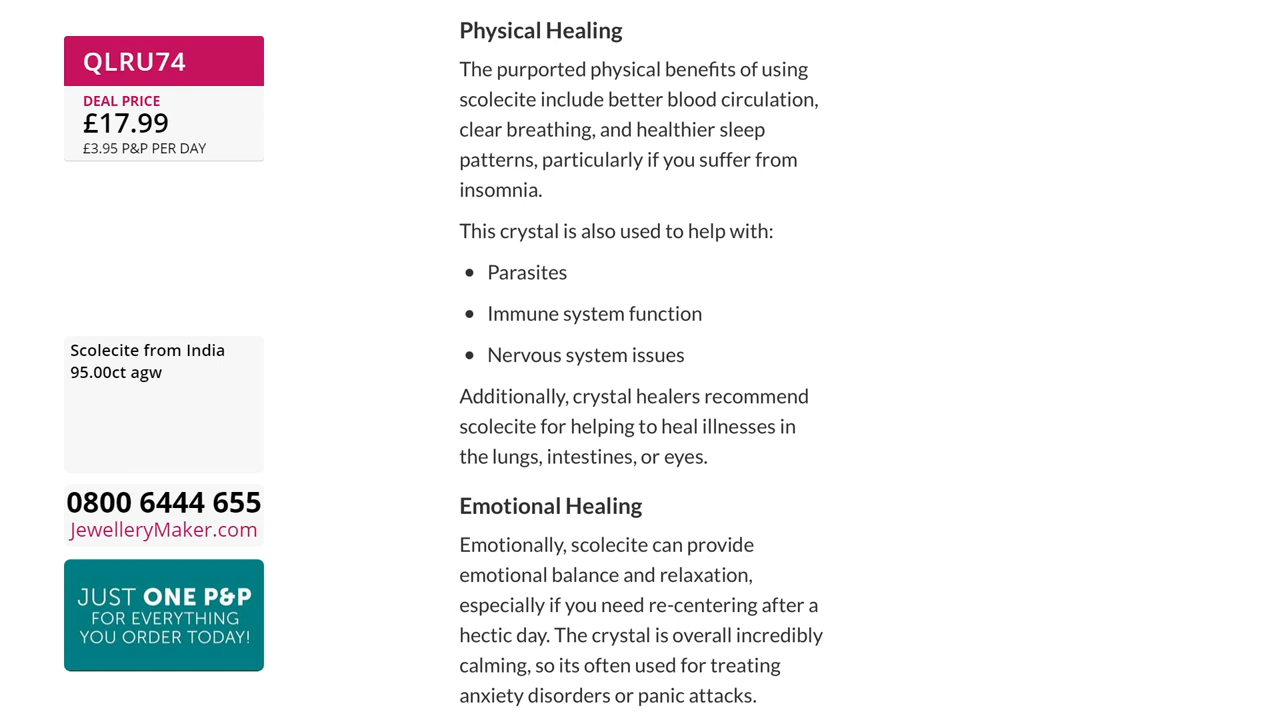 QLRU74
DEAL PRICE
£17.99
£3.95 P&P PER DAY
Scolecite from India
95.00ct agw
0800 6444 655
JewelleryMaker.com
JUST ONE P&P
FOR EVERYTHING
YOU ORDER TODAY!
Physical Healing
The purported physical benefits of using
scolecite include better blood circulation,
clear breathing, and healthier sleep
patterns, particularly if you suffer from
insomnia.
This crystal is also used to help with:
• Parasites
• Immune system function
• Nervous system issues
Additionally, crystal healers recommend
scolecite for helping to heal illnesses in
the lungs, intestines, or eyes.
Emotional Healing
Emotionally, scolecite can provide
emotional balance and relaxation,
especially if you need re-centering after a
hectic day. The crystal is overall incredibly
calming, so its often used for treating
anxiety disorders or panic attacks.